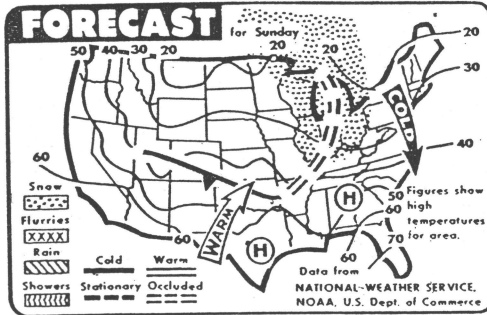 FORECAST
for Sunday
50 40 30 20 20 20 20
30
COLD
40
60
50
Figures show
high
temperatures
for area.
60
70
60
60
WARM
H
H
Snow
Flurries
XXXX
Rain
Showers
Cold
Warm
Stationary
Occluded
Data from
NATIONAL WEATHER SERVICE,
NOAA, U.S. Dept. of Commerce